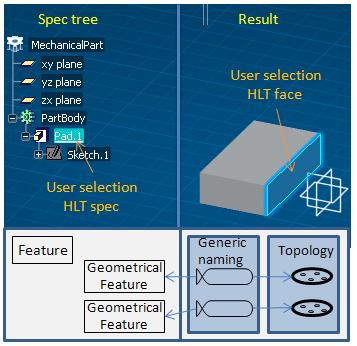 Spec tree
Result
MechanicalPart
xy plane
yz plane
zx plane
PartBody
Pad.1
Sketch.1
User selection
HLT spec
User selection
HLT face
Feature
Geometrical
Feature
Geometrical
Feature
Generic
naming
Topology